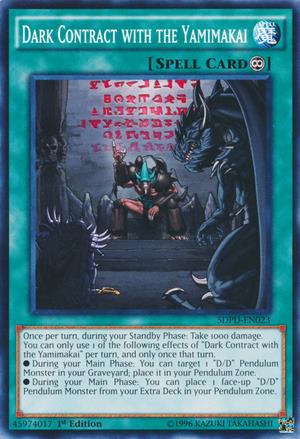 DARK CONTRACT WITH THE YAMIMAKAI
[SPELL CARD]
SDPD-EN023
Once per turn, during your Standby Phase: Take 1000 damage.
You can only use 1 of the following effects of "Dark Contract with
the Yamimakai" per turn, and only once that turn.
● During your Main Phase: You can target 1 "D/D" Pendulum
Monster in your Graveyard; place it in your Pendulum Zone.
● During your Main Phase: You can place 1 face-up "D/D"
Pendulum Monster from your Extra Deck in your Pendulum Zone.
45974017 1st Edition ©1996 KAZUKI TAKAHASHI